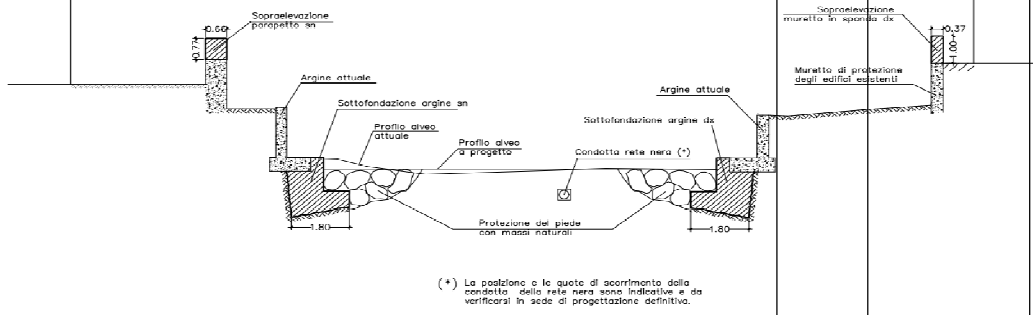 Sopraelevazione
parapetto sn
0.66
0.77
Sopraelevazione
muretto in sponda dx
0.37
1.00
Argine attuale
Muretto di protezione
degli edifici esistenti
Argine attuale
Sottofondazione argine sn
Sottofondazione argine dx
Profilo alveo
attuale
Profilo alveo
a progetto
Condotta rete nera (*)
Protezione del piede
con massi naturali
1.80
1.80
(*) La posizione e le quote di scorrimento della
condotta della rete nera sono indicative e da
verificarsi in sede di progettazione definitiva.